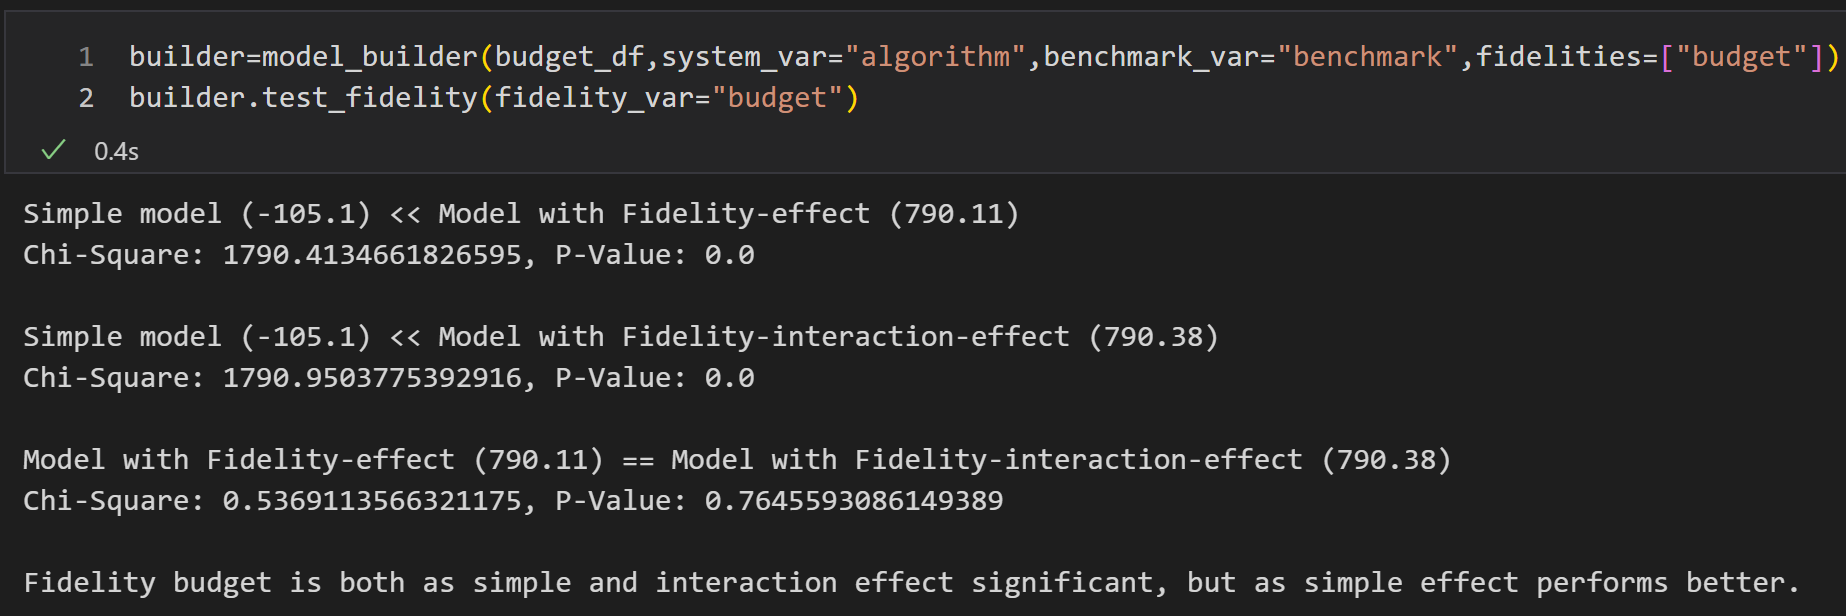 1 builder=model_builder(budget_df,system_var="algorithm",benchmark_var="benchmark",fidelities=["budget"])
2 builder.test_fidelity(fidelity_var="budget")
✓ 0.4s
Simple model (-105.1) << Model with Fidelity-effect (790.11)
Chi-Square: 1790.4134661826595, P-Value: 0.0
Simple model (-105.1) << Model with Fidelity-interaction-effect (790.38)
Chi-Square: 1790.9503775392916, P-Value: 0.0
Model with Fidelity-effect (790.11) == Model with Fidelity-interaction-effect (790.38)
Chi-Square: 0.5369113566321175, P-Value: 0.7645593086149389
Fidelity budget is both as simple and interaction effect significant, but as simple effect performs better.